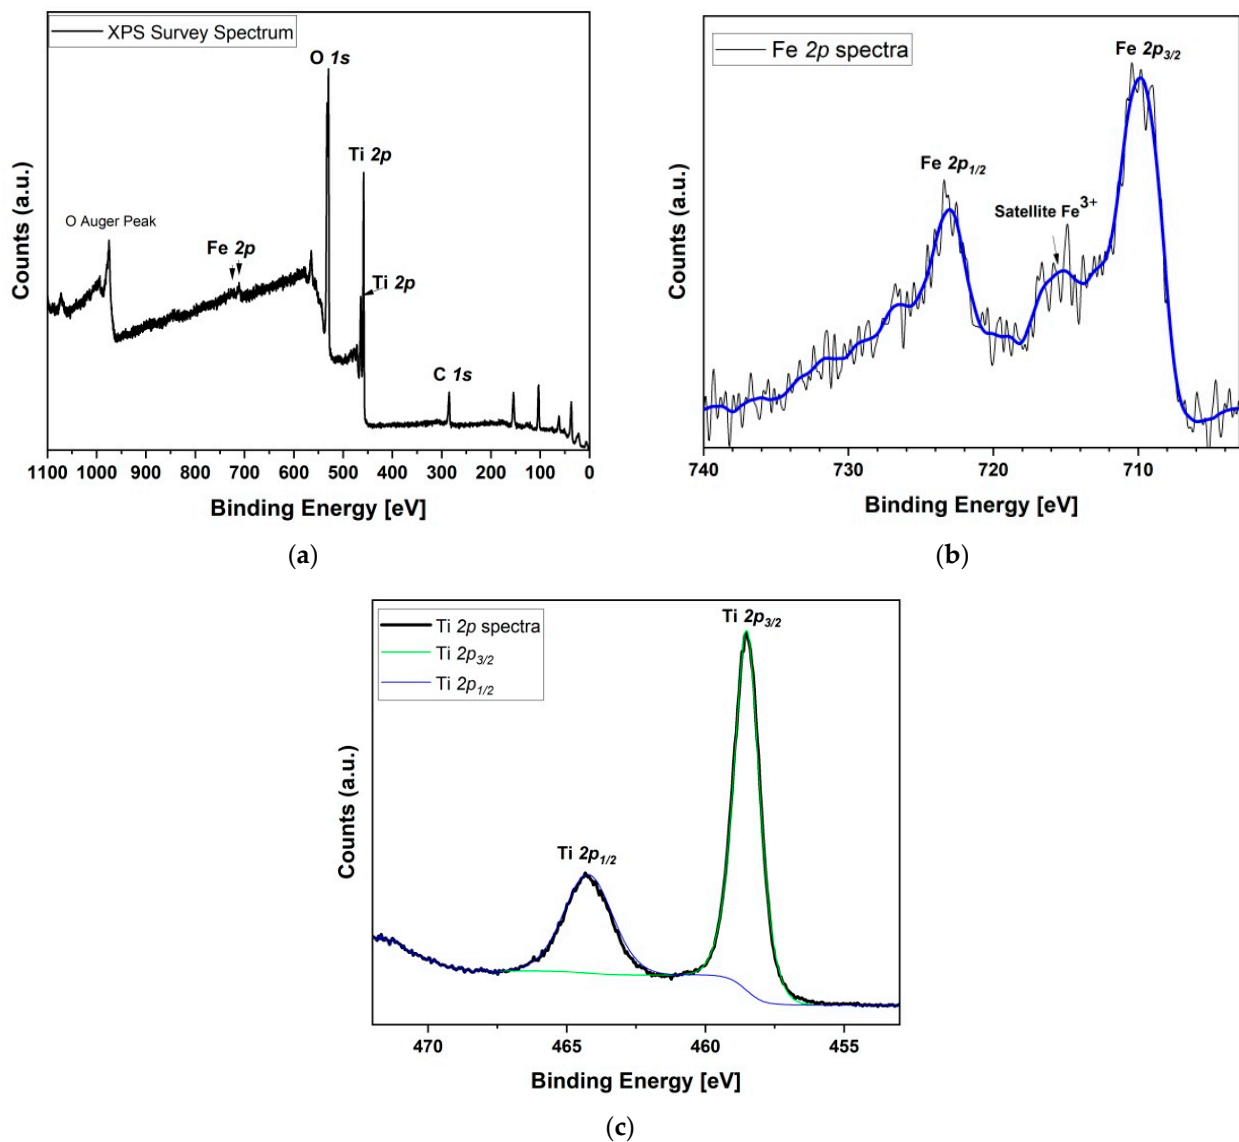 XPS Survey Spectrum
O 1s
Ti 2p
O Auger Peak
Fe 2p
Ti 2p
C 1s
Counts (a.u.)
1100 1000 900 800 700 600 500 400 300 200 100 0
Binding Energy [eV]
(a)
Fe 2p spectra
Fe 2p3/2
Fe 2p1/2
Satellite Fe3+
Counts (a.u.)
740 730 720 710
Binding Energy [eV]
(b)
Ti 2p spectra
Ti 2p3/2
Ti 2p1/2
Ti 2p3/2
Ti 2p1/2
Counts (a.u.)
470 465 460 455
Binding Energy [eV]
(c)